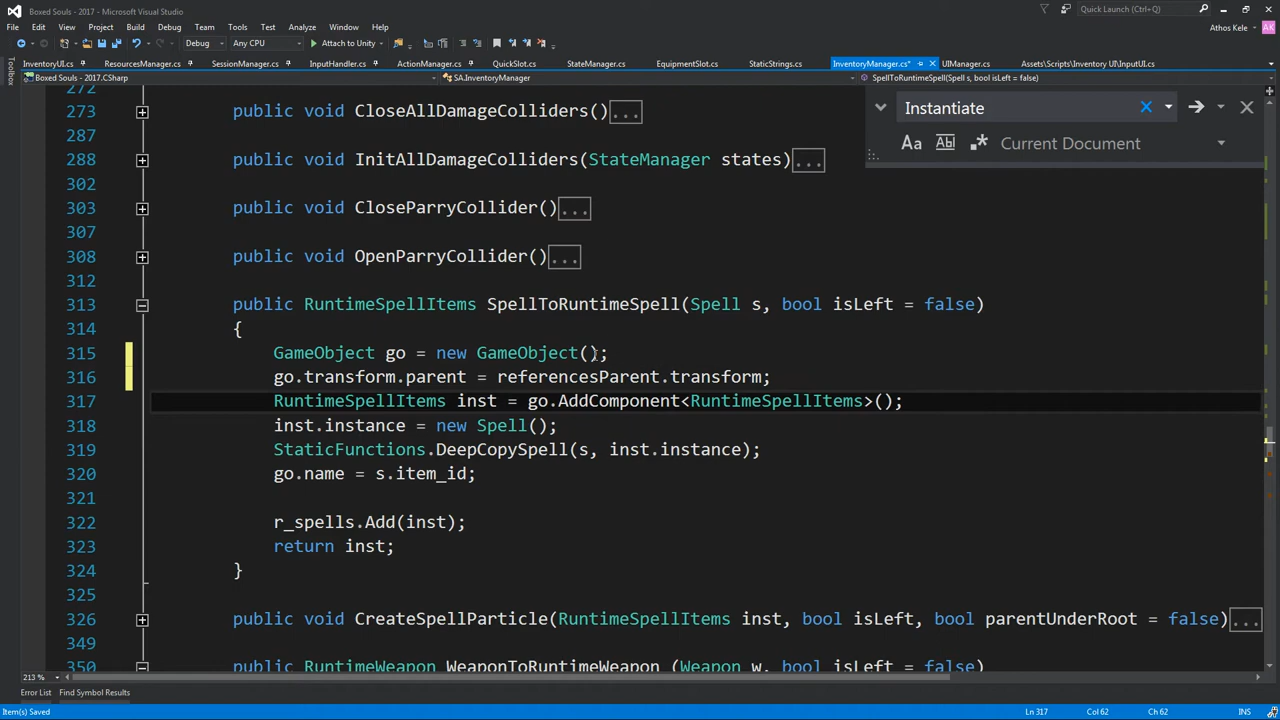 Boxed Souls - 2017 - Microsoft Visual Studio
Quick Launch (Ctrl+Q)
File Edit View Project Build Debug Team Tools Test Analyze Window Help
Athos Kele AK
Debug Any CPU Attach to Unity
Toolbox
InventoryUI.cs ResourcesManager.cs SessionManager.cs InputHandler.cs ActionManager.cs QuickSlot.cs StateManager.cs EquipmentSlot.cs StaticStrings.cs InventoryManager.cs* UIManager.cs Assets\Scripts\Inventory UI\InputUI.cs
Boxed Souls - 2017.CSharp SA.InventoryManager SpellToRuntimeSpell(Spell s, bool isLeft = false)
272
273 public void CloseAllDamageColliders()...
Instantiate
287
Aa Abl .* Current Document
288 public void InitAllDamageColliders(StateManager states)...
302
303 public void CloseParryCollider()...
307
308 public void OpenParryCollider()...
312
313 public RuntimeSpellItems SpellToRuntimeSpell(Spell s, bool isLeft = false)
314 {
315 GameObject go = new GameObject();
316 go.transform.parent = referencesParent.transform;
317 RuntimeSpellItems inst = go.AddComponent<RuntimeSpellItems>();
318 inst.instance = new Spell();
319 StaticFunctions.DeepCopySpell(s, inst.instance);
320 go.name = s.item_id;
321
322 r_spells.Add(inst);
323 return inst;
324 }
325
326 public void CreateSpellParticle(RuntimeSpellItems inst, bool isLeft, bool parentUnderRoot = false)...
349
350 public RuntimeWeapon WeaponToRuntimeWeapon (Weapon w, bool isLeft = false)
213 %
Error List Find Symbol Results
Item(s) Saved Ln 317 Col 62 Ch 62 INS